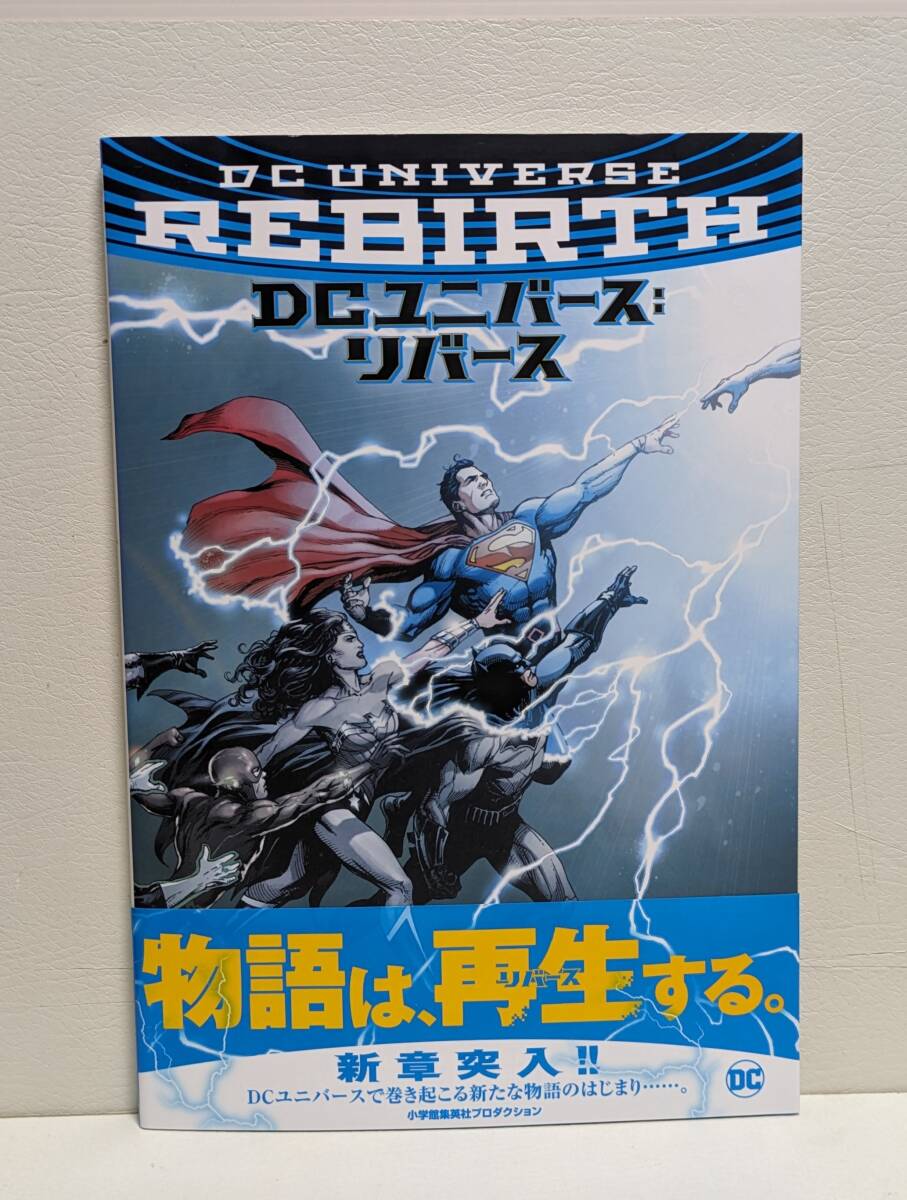 DC UNIVERSE
REBIRTH
DCユニバース:
リバース
物語は、再生する。
リバース
新章突入!!
DCユニバースで巻き起こる新たな物語のはじまり……。
DC
小学館集英社プロダクション